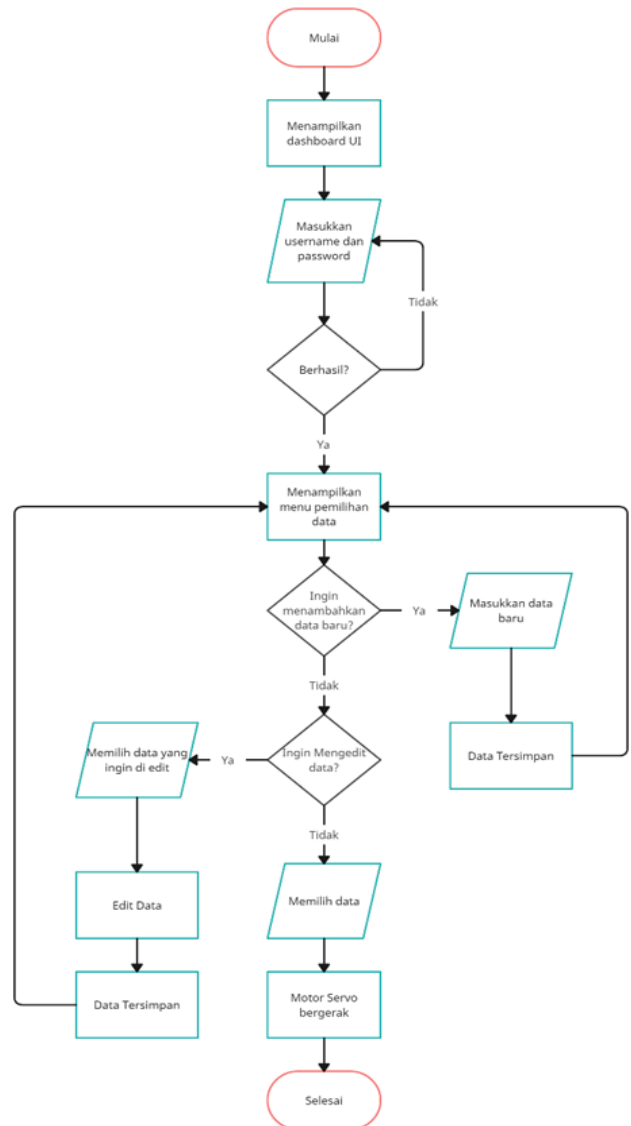 Mulai
Menampilkan
dashboard UI
Masukkan
username dan
password
Tidak
Berhasil?
Ya
Menampilkan
menu pemilihan
data
Ingin
menambahkan
data baru?
Ya
Masukkan data
baru
Tidak
Memilih data yang
ingin di edit
Ya
Ingin Mengedit
data?
Data Tersimpan
Tidak
Edit Data
Memilih data
Data Tersimpan
Motor Servo
bergerak
Selesai